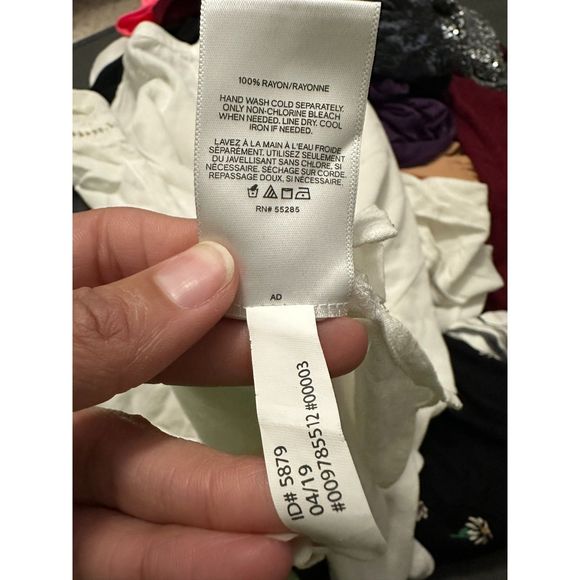 100% RAYON/RAYONNE
HAND WASH COLD SEPARATELY.
ONLY NON-CHLORINE BLEACH
WHEN NEEDED. LINE DRY. COOL
IRON IF NEEDED.
LAVEZ À LA MAIN À L'EAU FROIDE
SÉPARÉMENT. UTILISEZ SEULEMENT
DU JAVELLISANT SANS CHLORE, SI
NÉCESSAIRE. SÉCHAGE SUR CORDE.
REPASSAGE DOUX, SI NÉCESSAIRE.
RN# 55285
AD
ID# 5879
04/19
#009785512 #00003